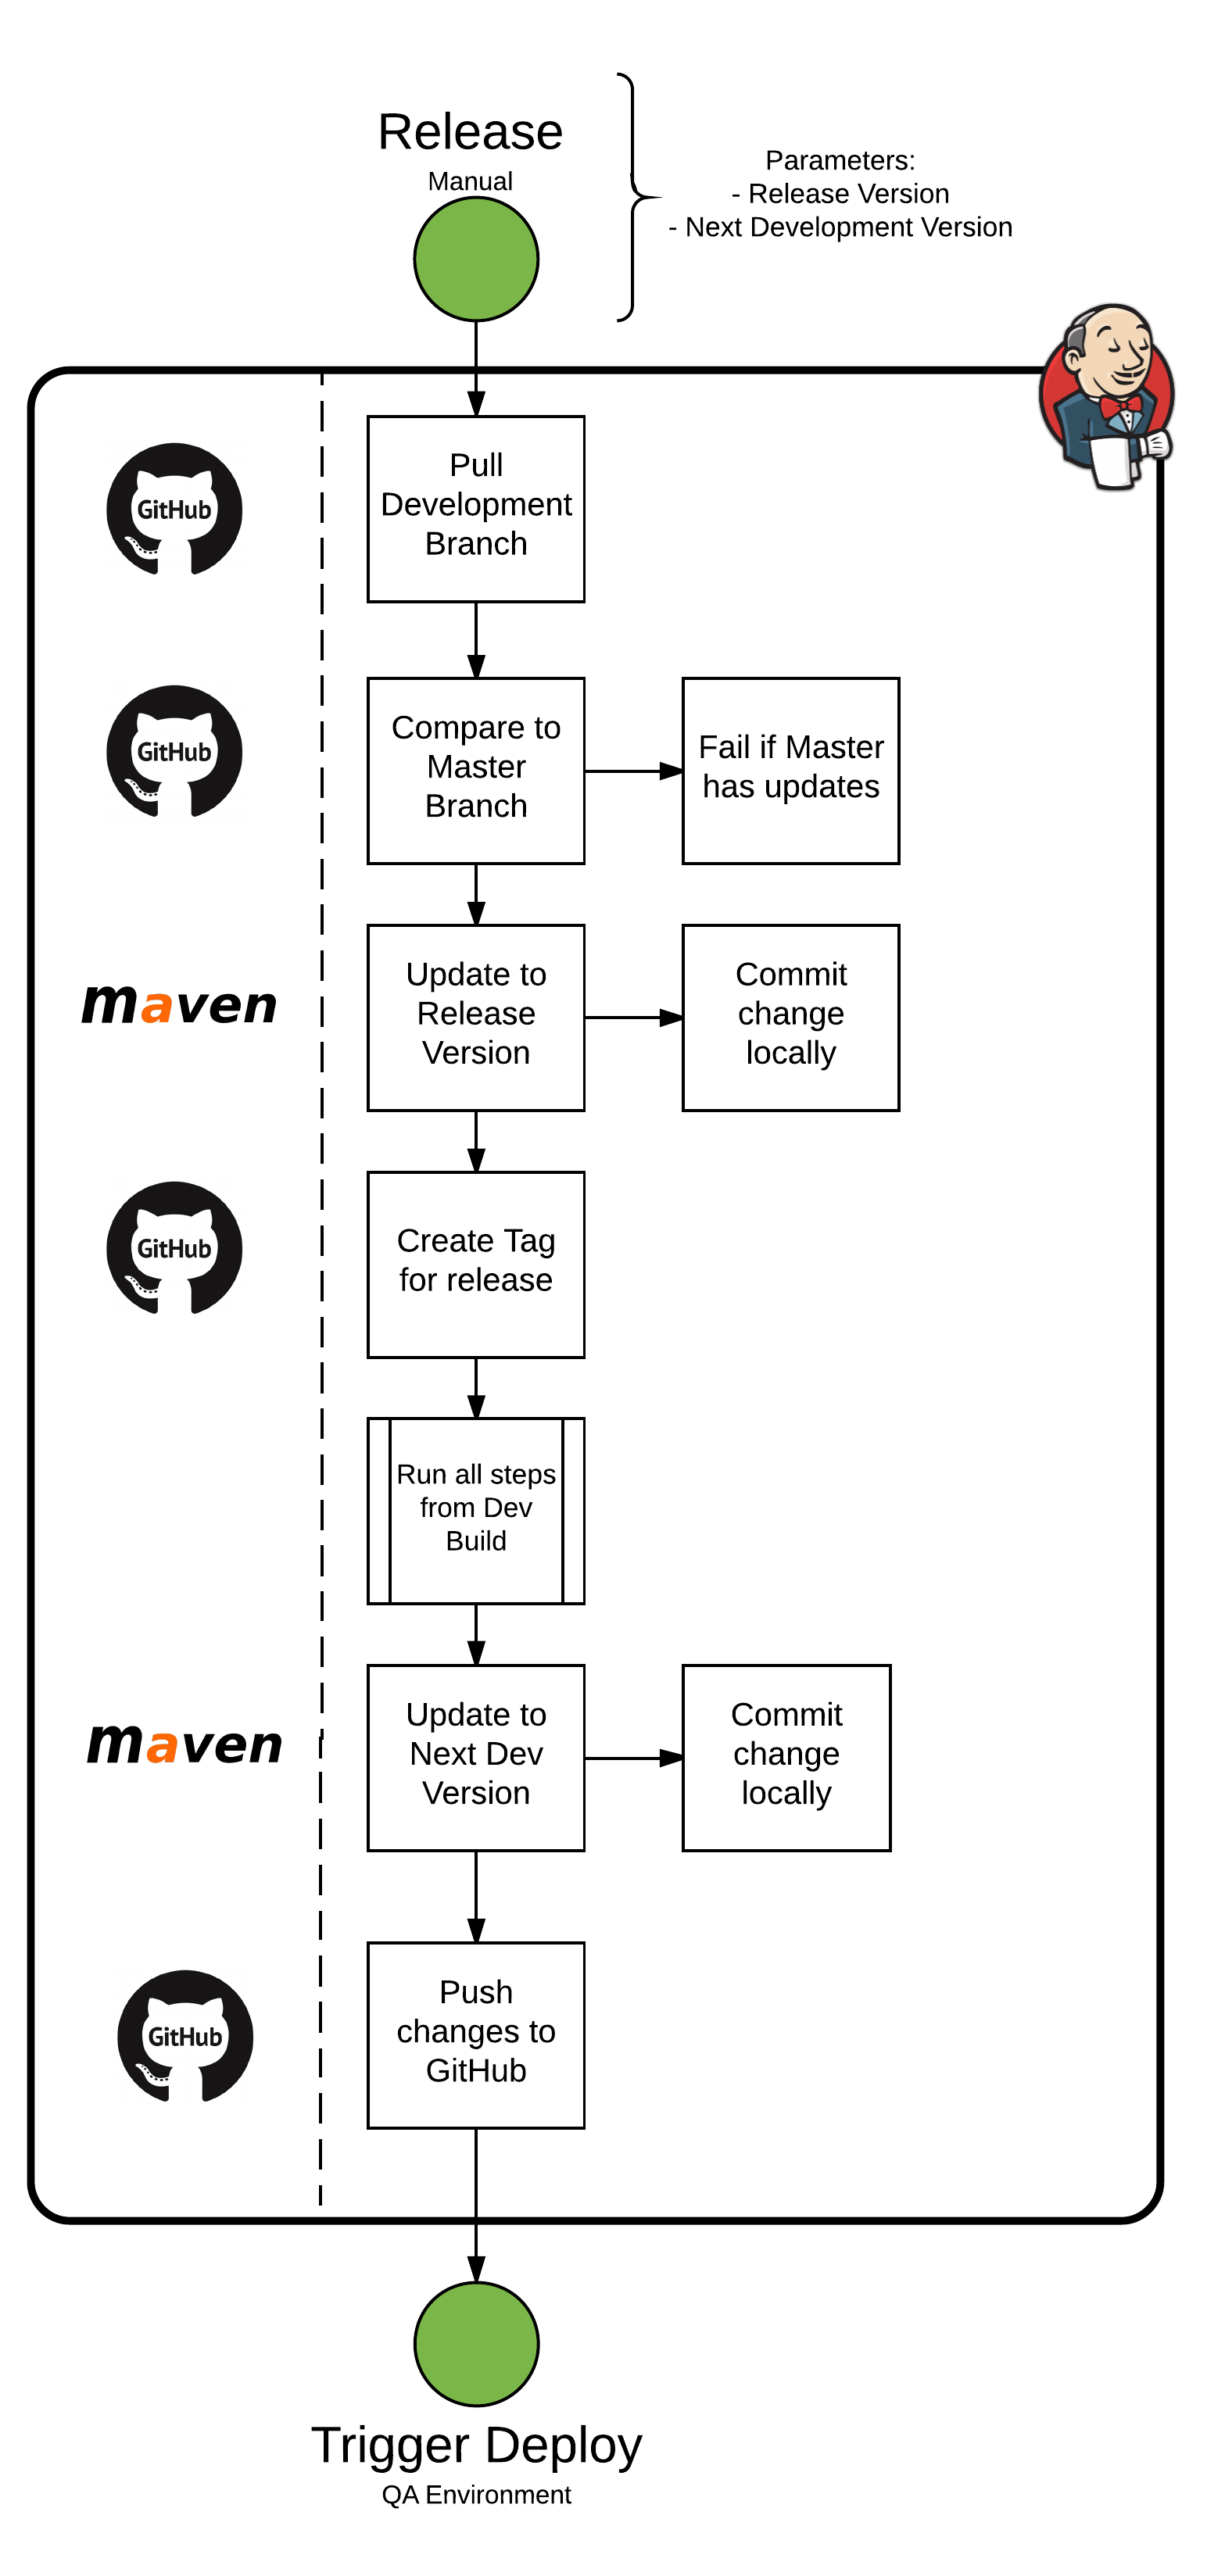 Release
Manual
Parameters:
- Release Version
- Next Development Version
GitHub
Pull
Development
Branch
GitHub
Compare to
Master
Branch
Fail if Master
has updates
maven
Update to
Release
Version
Commit
change
locally
GitHub
Create Tag
for release
Run all steps
from Dev
Build
maven
Update to
Next Dev
Version
Commit
change
locally
GitHub
Push
changes to
GitHub
Trigger Deploy
QA Environment